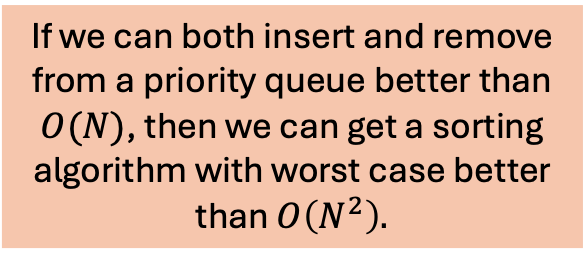 If we can both insert and remove
from a priority queue better than
O(N), then we can get a sorting
algorithm with worst case better
than O(N²).